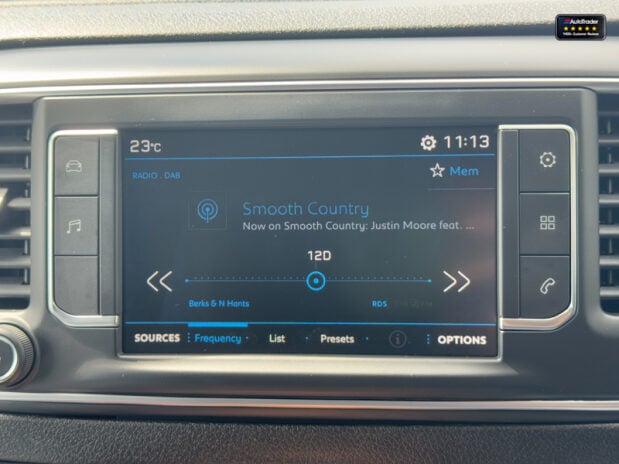 AutoTrader
23°C
11:13
RADIO . DAB
Mem
Smooth Country
Now on Smooth Country: Justin Moore feat. ...
12D
Berks & N Hants
RDS
SOURCES
Frequency
List
Presets
OPTIONS